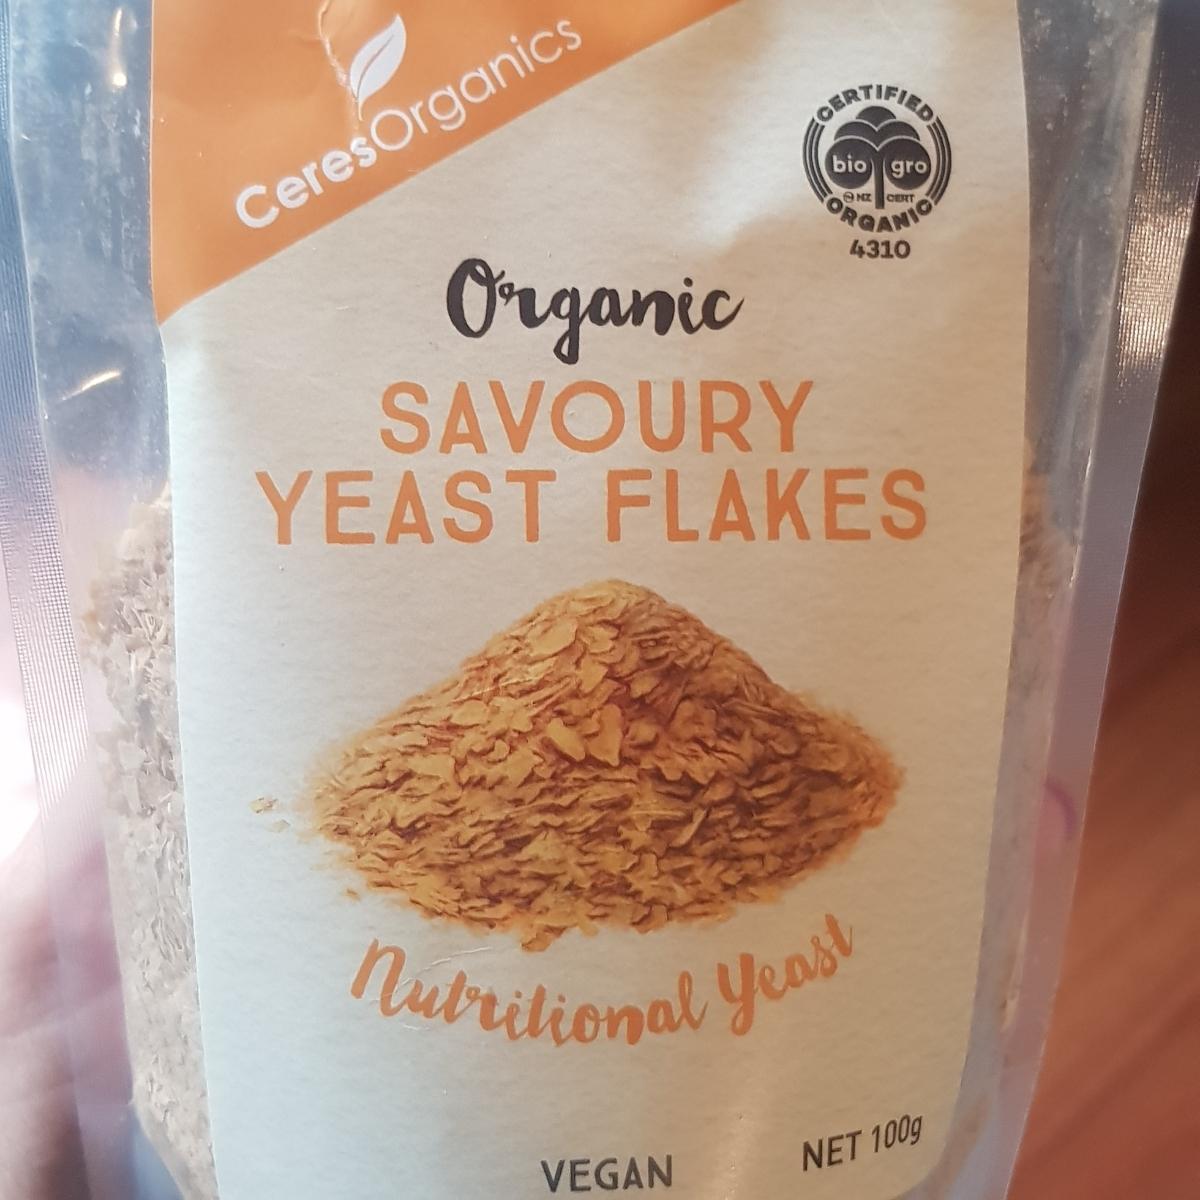 CeresOrganics
CERTIFIED
bio gro
NZ CERT
ORGANIC
4310
Organic
SAVOURY
YEAST FLAKES
Nutritional Yeast
VEGAN
NET 100g